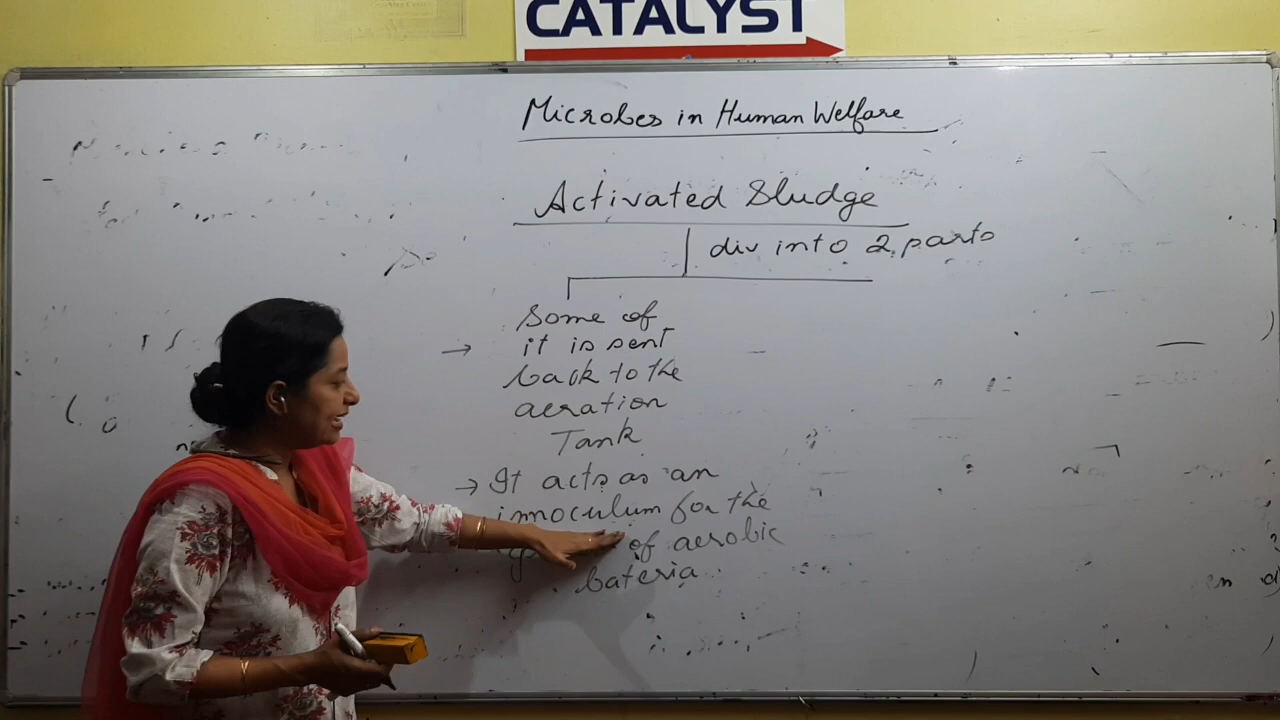 CATALYST
Microbes in Human Welfare
Activated Sludge
div into 2 parts
Some of
→ it is sent
back to the
aeration
Tank
→ It acts as an
innoculum for the
of aerobic
bateria